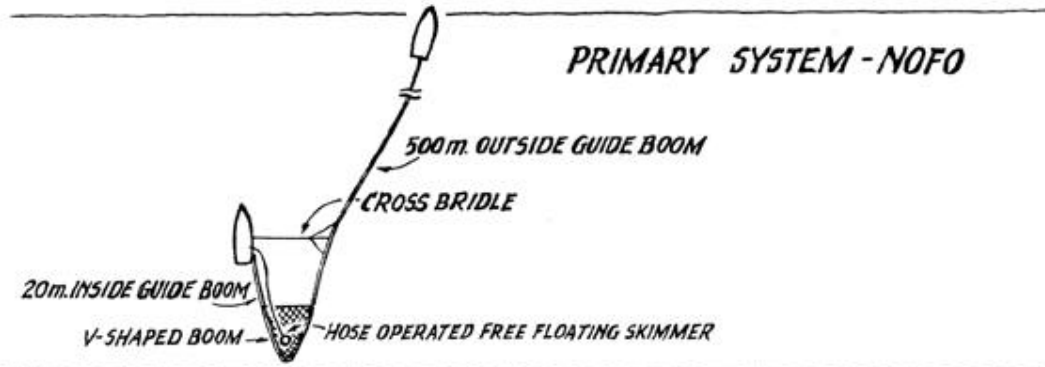 PRIMARY SYSTEM - NOFO
500m. OUTSIDE GUIDE BOOM
CROSS BRIDLE
20m. INSIDE GUIDE BOOM
V-SHAPED BOOM
HOSE OPERATED FREE FLOATING SKIMMER